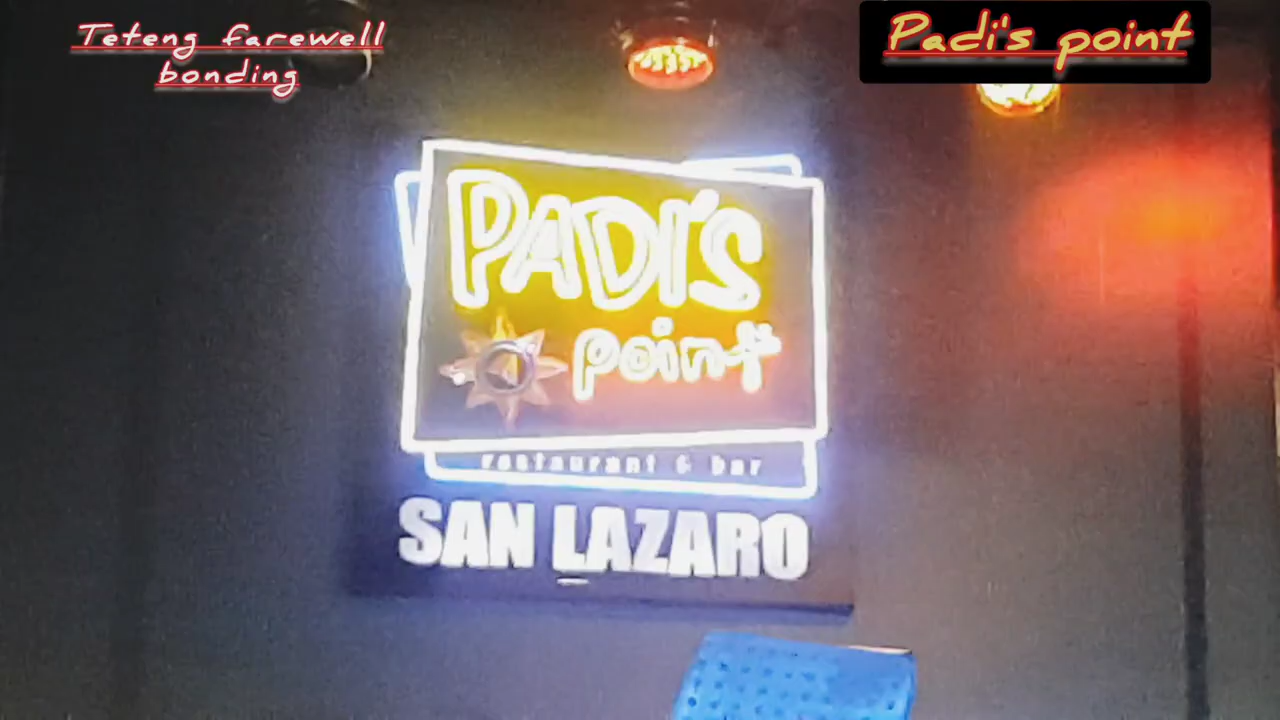 Teteng farewell
bonding
Padi's point
PADI'S
point
restaurant & bar
SAN LAZARO